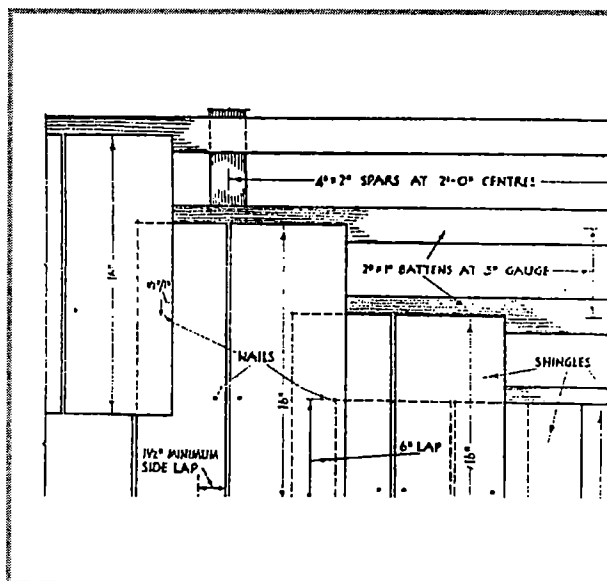 4" x 2" SPARS AT 2'-0" CENTRES
2" x 1" BATTENS AT 5" GAUGE
16"
NAILS
SHINGLES
16"
6" LAP
16"
1½" MINIMUM
SIDE LAP